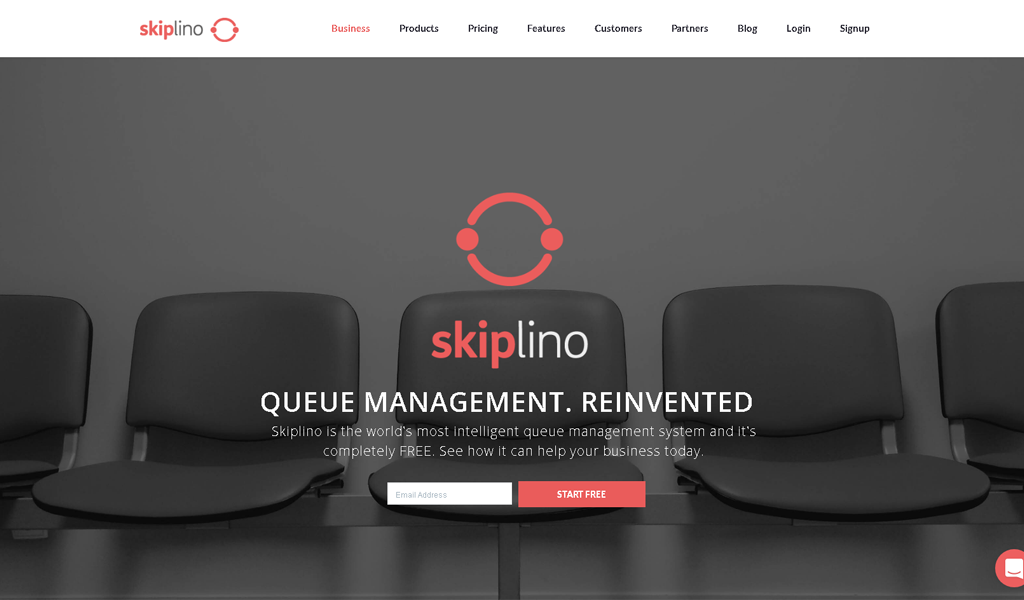 skiplino
Business Products Pricing Features Customers Partners Blog Login Signup
skiplino
QUEUE MANAGEMENT. REINVENTED
Skiplino is the world's most intelligent queue management system and it's
completely FREE. See how it can help your business today.
Email Address START FREE